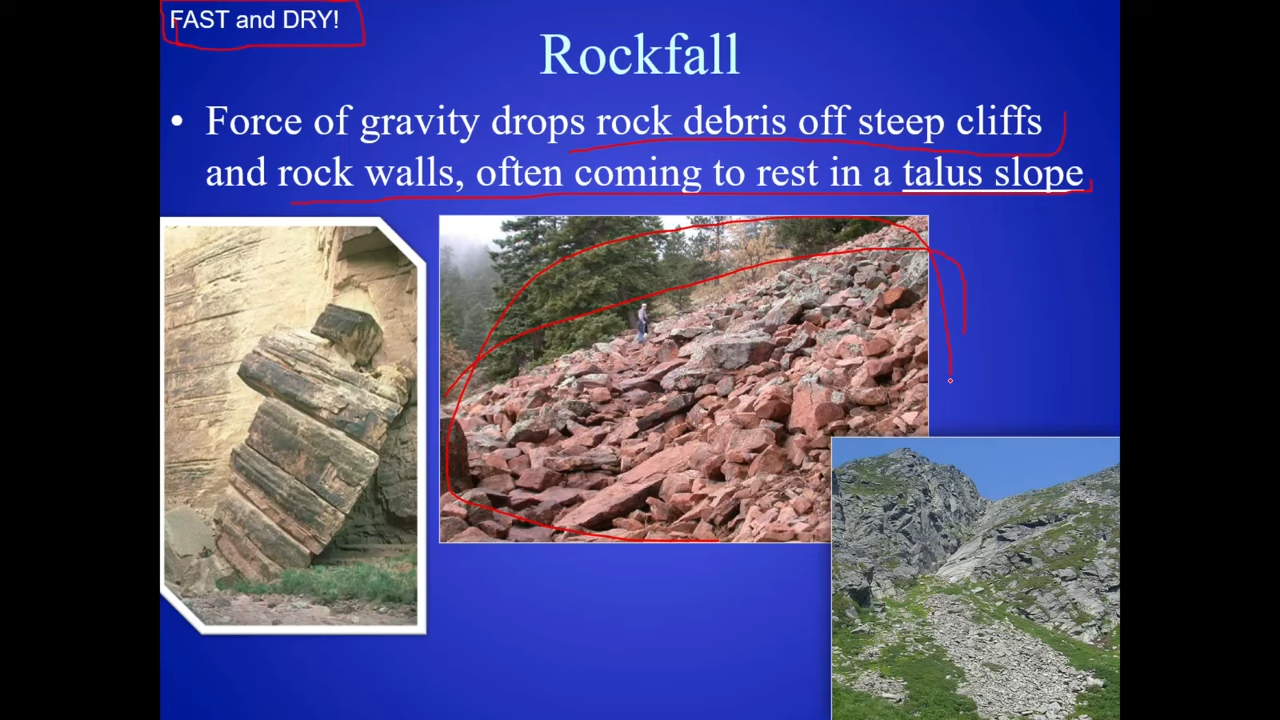 FAST and DRY!
Rockfall
• Force of gravity drops rock debris off steep cliffs
and rock walls, often coming to rest in a talus slope